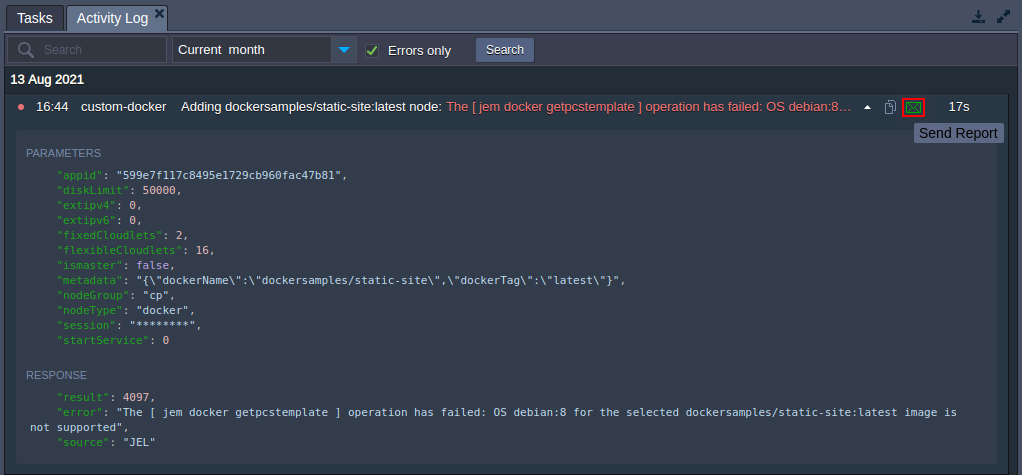 Tasks
Activity Log
Search
Current month
Errors only
Search
13 Aug 2021
16:44 custom-docker Adding dockersamples/static-site:latest node: The [ jem docker getpcstemplate ] operation has failed: OS debian:8... 17s
Send Report
PARAMETERS
"appid": "599e7f117c8495e1729cb960fac47b81",
"diskLimit": 50000,
"extipv4": 0,
"extipv6": 0,
"fixedCloudlets": 2,
"flexibleCloudlets": 16,
"ismaster": false,
"metadata": "{\"dockerName\":\"dockersamples/static-site\",\"dockerTag\":\"latest\"}",
"nodeGroup": "cp",
"nodeType": "docker",
"session": "********",
"startService": 0
RESPONSE
"result": 4097,
"error": "The [ jem docker getpcstemplate ] operation has failed: OS debian:8 for the selected dockersamples/static-site:latest image is
not supported",
"source": "JEL"